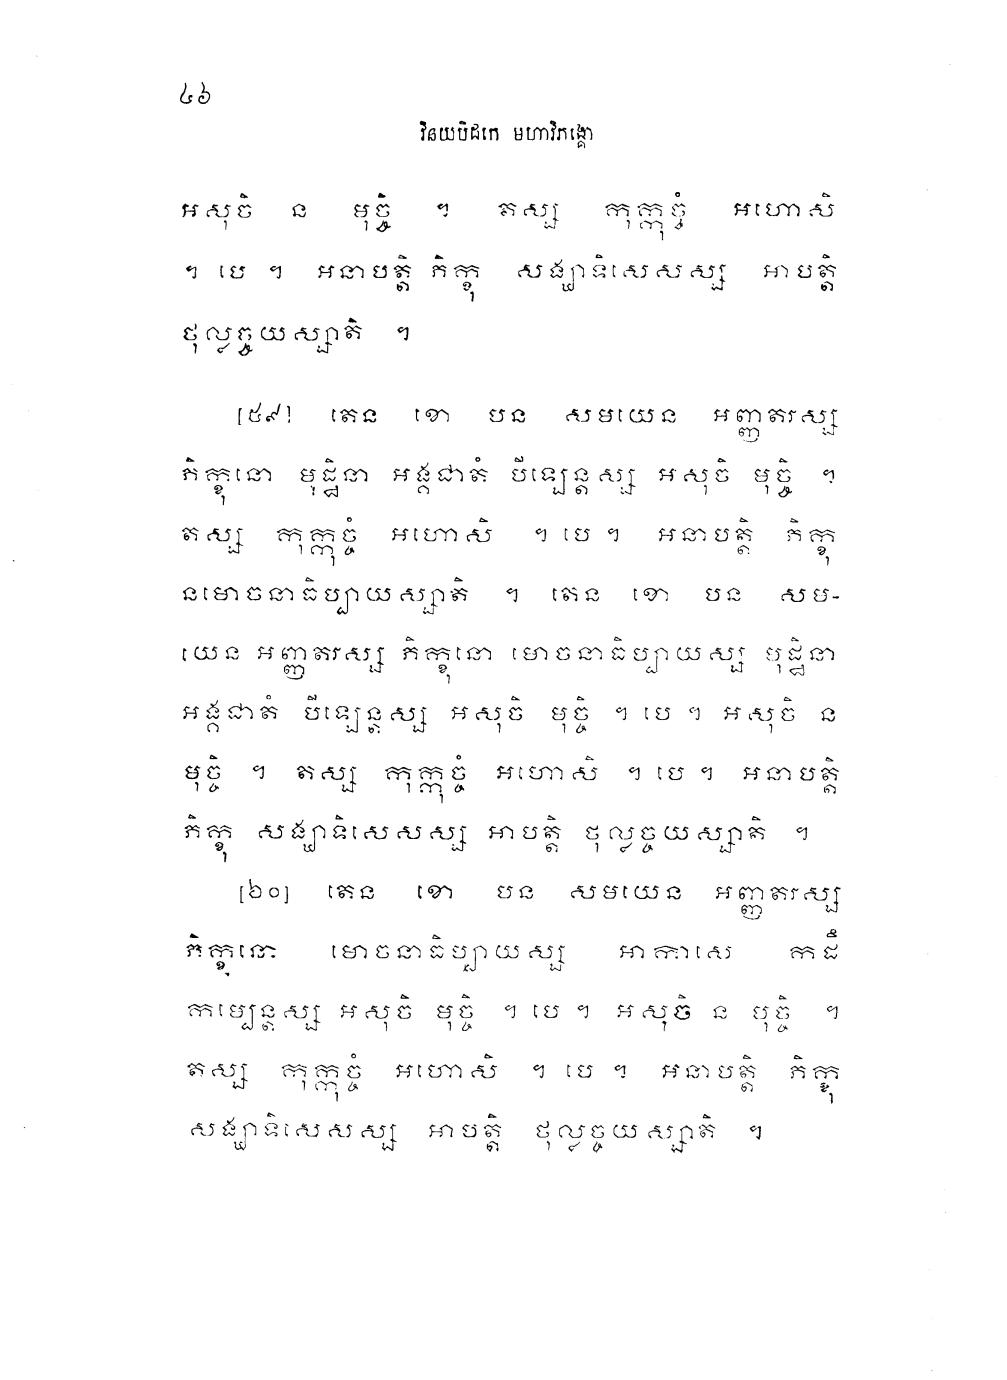 ៤៦
វិនយបិដកេ មហាវិភង្គោ
អសុចិ ន មុច្ចិ ។ តស្ស កុក្កុច្ចំ អហោសិ
។ បេ ។ អនាបត្តិ ភិក្ខុ សង្ឃាទិសេសស្ស អាបត្តិ
ថុល្លច្ចយស្សាតិ ។
[៥៩] តេន ខោ បន សមយេន អញ្ញតរស្ស
ភិក្ខុនោ មុដ្ឋិនា អង្គជាតំ បីឡេន្តស្ស អសុចិ មុច្ចិ ។
តស្ស កុក្កុច្ចំ អហោសិ ។ បេ ។ អនាបត្តិ ភិក្ខុ
នមោចនាធិប្បាយស្សាតិ ។ តេន ខោ បន សម-
យេន អញ្ញតរស្ស ភិក្ខុនោ មោចនាធិប្បាយស្ស មុដ្ឋិនា
អង្គជាតំ បីឡេន្តស្ស អសុចិ មុច្ចិ ។ បេ ។ អសុចិ ន
មុច្ចិ ។ តស្ស កុក្កុច្ចំ អហោសិ ។ បេ ។ អនាបត្តិ
ភិក្ខុ សង្ឃាទិសេសស្ស អាបត្តិ ថុល្លច្ចយស្សាតិ ។
[៦០] តេន ខោ បន សមយេន អញ្ញតរស្ស
ភិក្ខុនោ មោចនាធិប្បាយស្ស អាកាសេ កដឹ
កម្បេន្តស្ស អសុចិ មុច្ចិ ។ បេ ។ អសុចិ ន មុច្ចិ ។
តស្ស កុក្កុច្ចំ អហោសិ ។ បេ ។ អនាបត្តិ ភិក្ខុ
សង្ឃាទិសេសស្ស អាបត្តិ ថុល្លច្ចយស្សាតិ ។